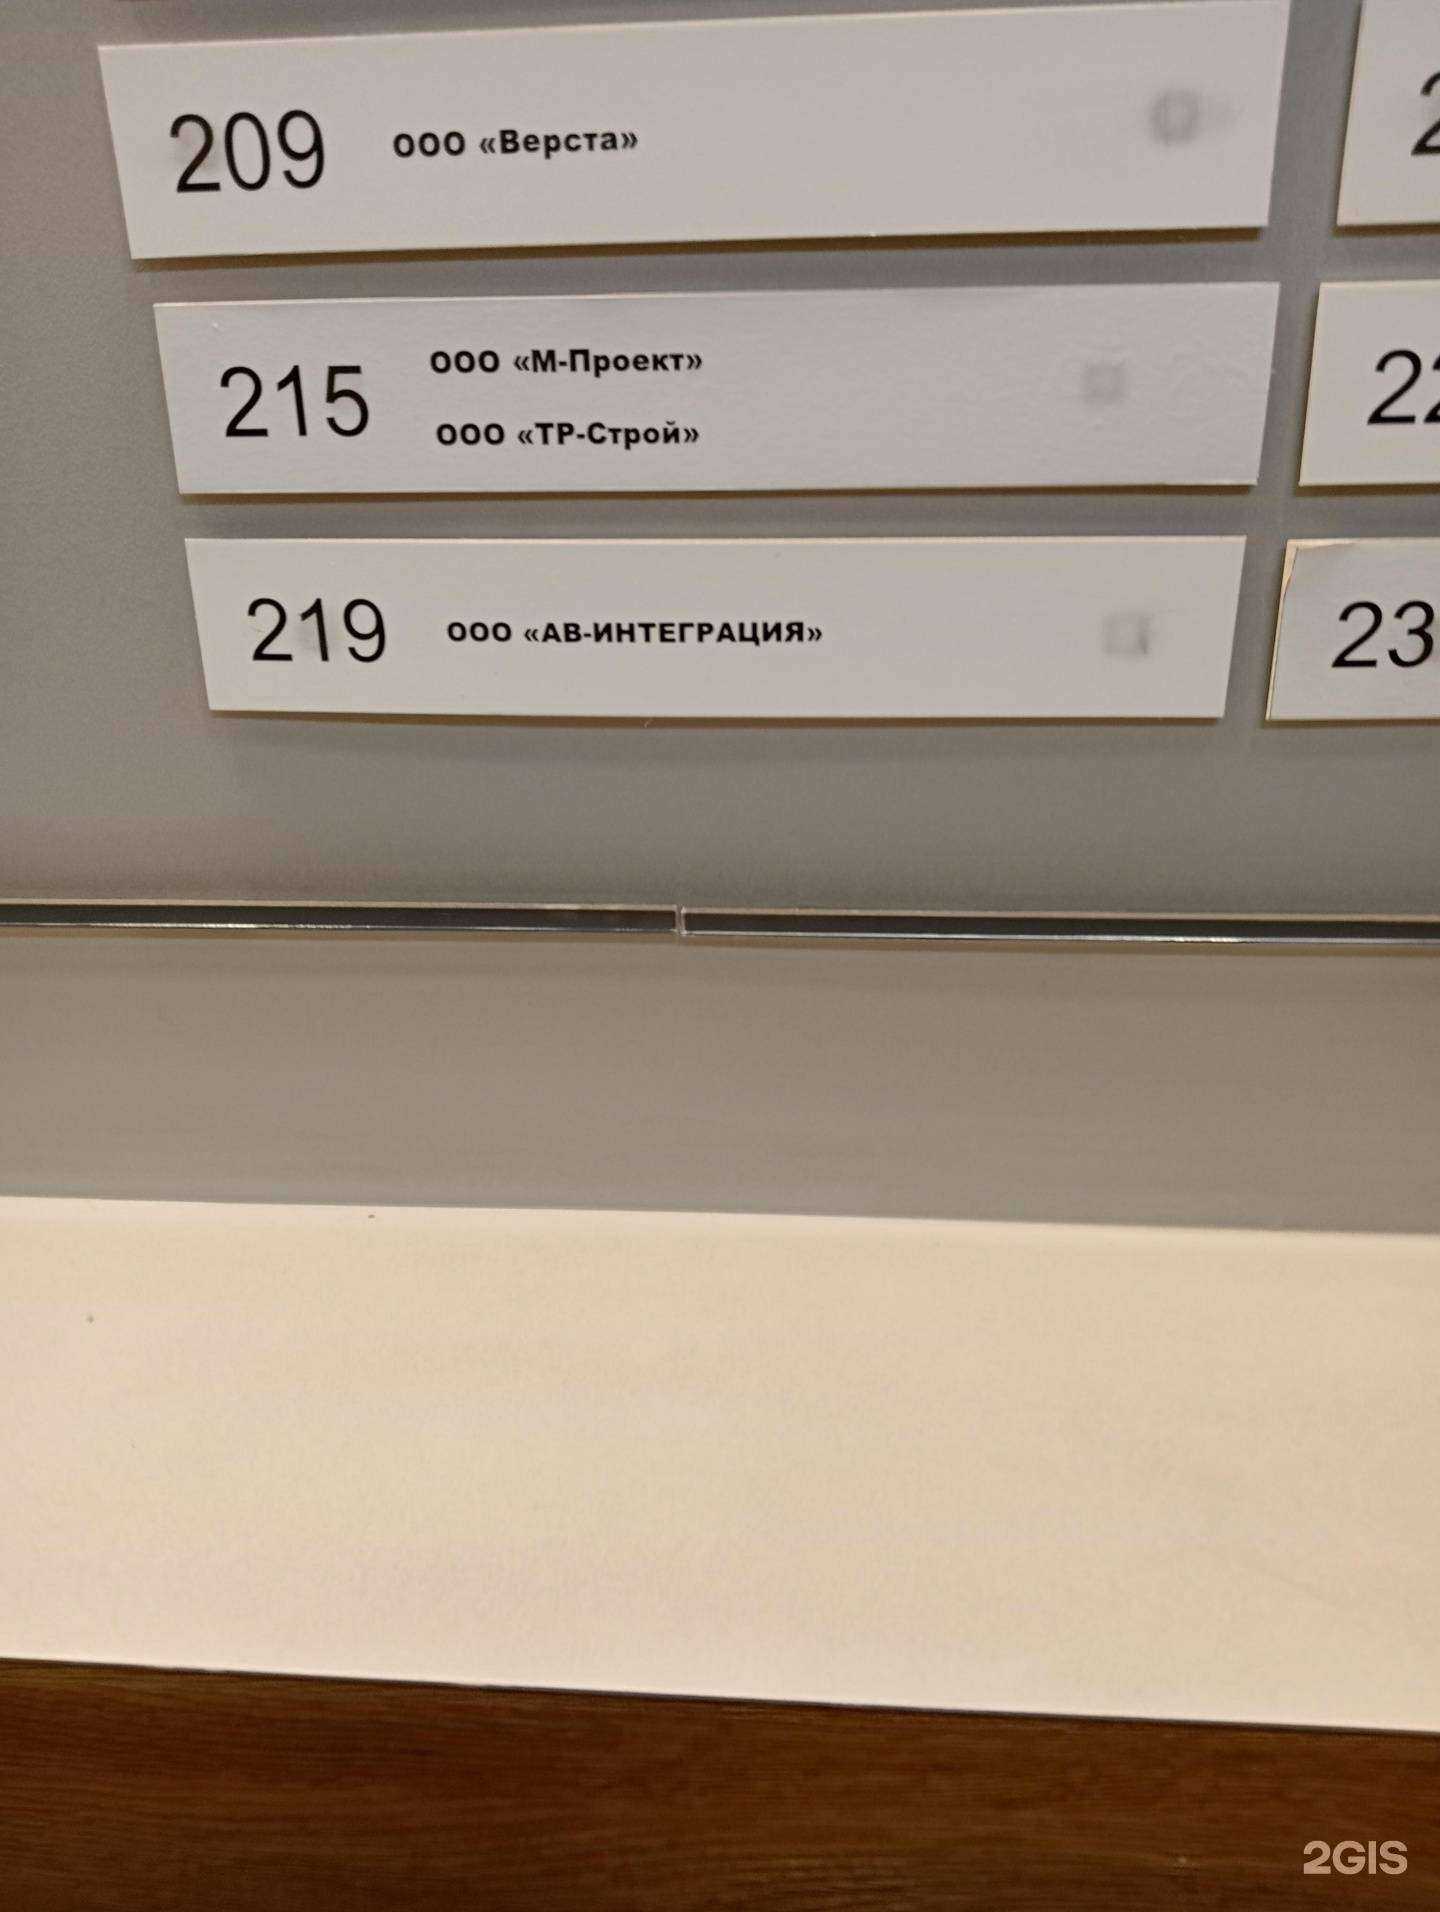 209 ООО «Верста»
215 ООО «М-Проект»
ООО «ТР-Строй»
219 ООО «АВ-ИНТЕГРАЦИЯ»
2GIS